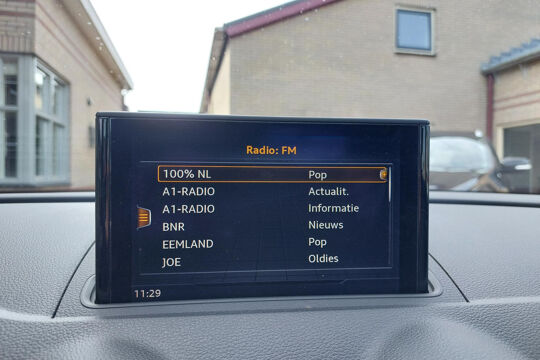 Radio: FM
100% NL Pop
A1-RADIO Actualit.
A1-RADIO Informatie
BNR Nieuws
EEMLAND Pop
JOE Oldies
11:29